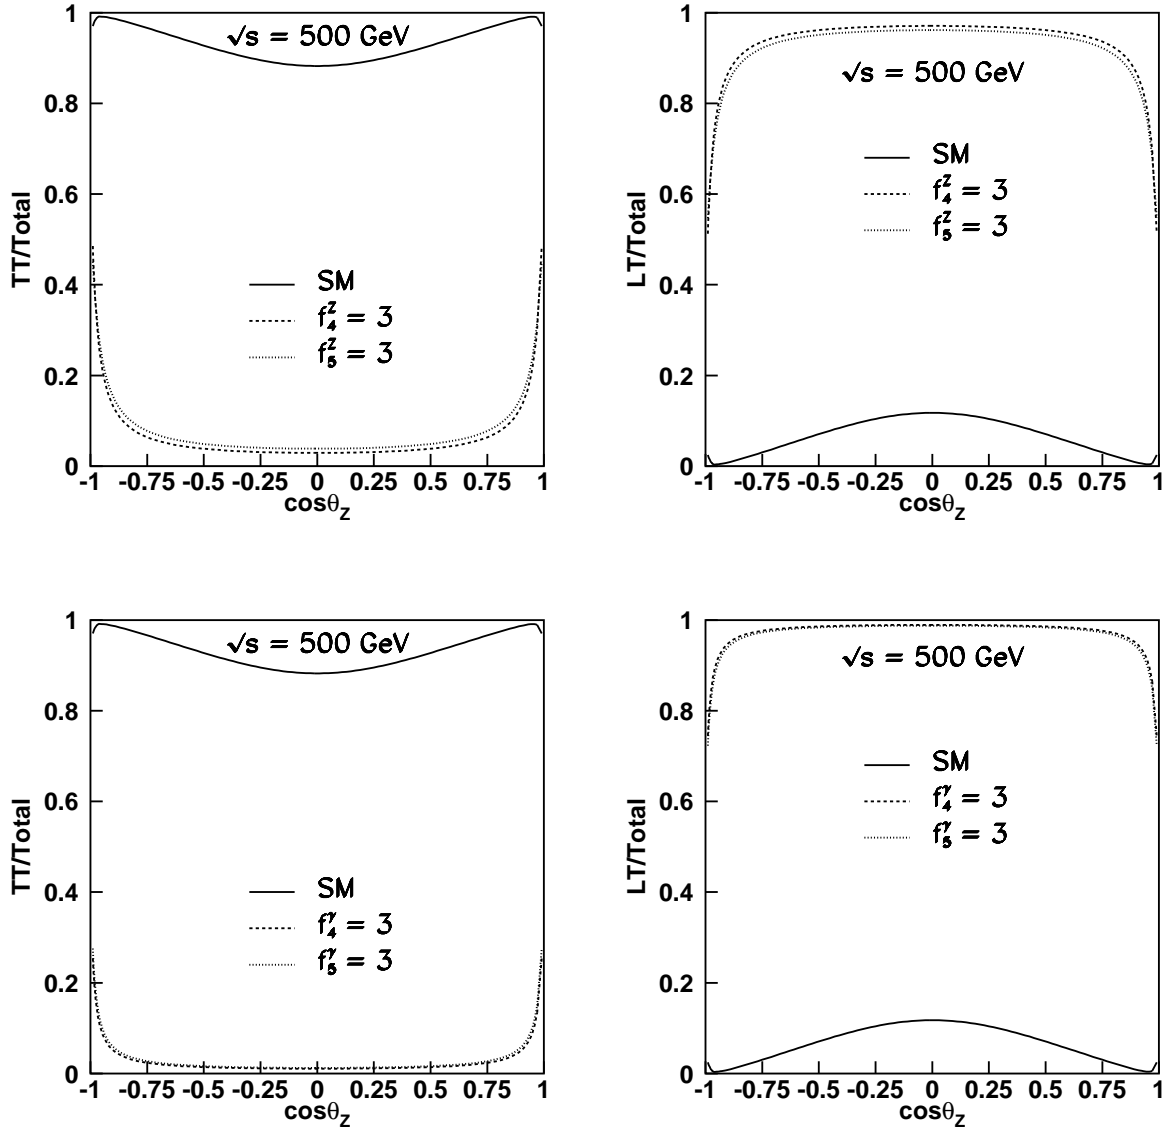 TT/Total
1
0.8
0.6
0.4
0.2
0
√s = 500 GeV
SM
f₄ᶻ = 3
f₅ᶻ = 3
-1 -0.75 -0.5 -0.25 0 0.25 0.5 0.75 1
cosθ_Z
LT/Total
1
0.8
0.6
0.4
0.2
0
√s = 500 GeV
SM
f₄ᶻ = 3
f₅ᶻ = 3
-1 -0.75 -0.5 -0.25 0 0.25 0.5 0.75 1
cosθ_Z
TT/Total
1
0.8
0.6
0.4
0.2
0
√s = 500 GeV
SM
f₄ᵞ = 3
f₅ᵞ = 3
-1 -0.75 -0.5 -0.25 0 0.25 0.5 0.75 1
cosθ_Z
LT/Total
1
0.8
0.6
0.4
0.2
0
√s = 500 GeV
SM
f₄ᵞ = 3
f₅ᵞ = 3
-1 -0.75 -0.5 -0.25 0 0.25 0.5 0.75 1
cosθ_Z